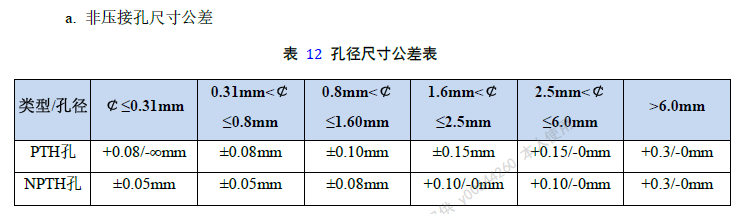 a. 非压接孔尺寸公差
表 12 孔径尺寸公差表
类型/孔径 ¢≤0.31mm 0.31mm<¢≤0.8mm 0.8mm<¢≤1.60mm 1.6mm<¢≤2.5mm 2.5mm<¢≤6.0mm >6.0mm
PTH孔 +0.08/-∞mm ±0.08mm ±0.10mm ±0.15mm +0.15/-0mm +0.3/-0mm
NPTH孔 ±0.05mm ±0.05mm ±0.08mm +0.10/-0mm +0.10/-0mm +0.3/-0mm